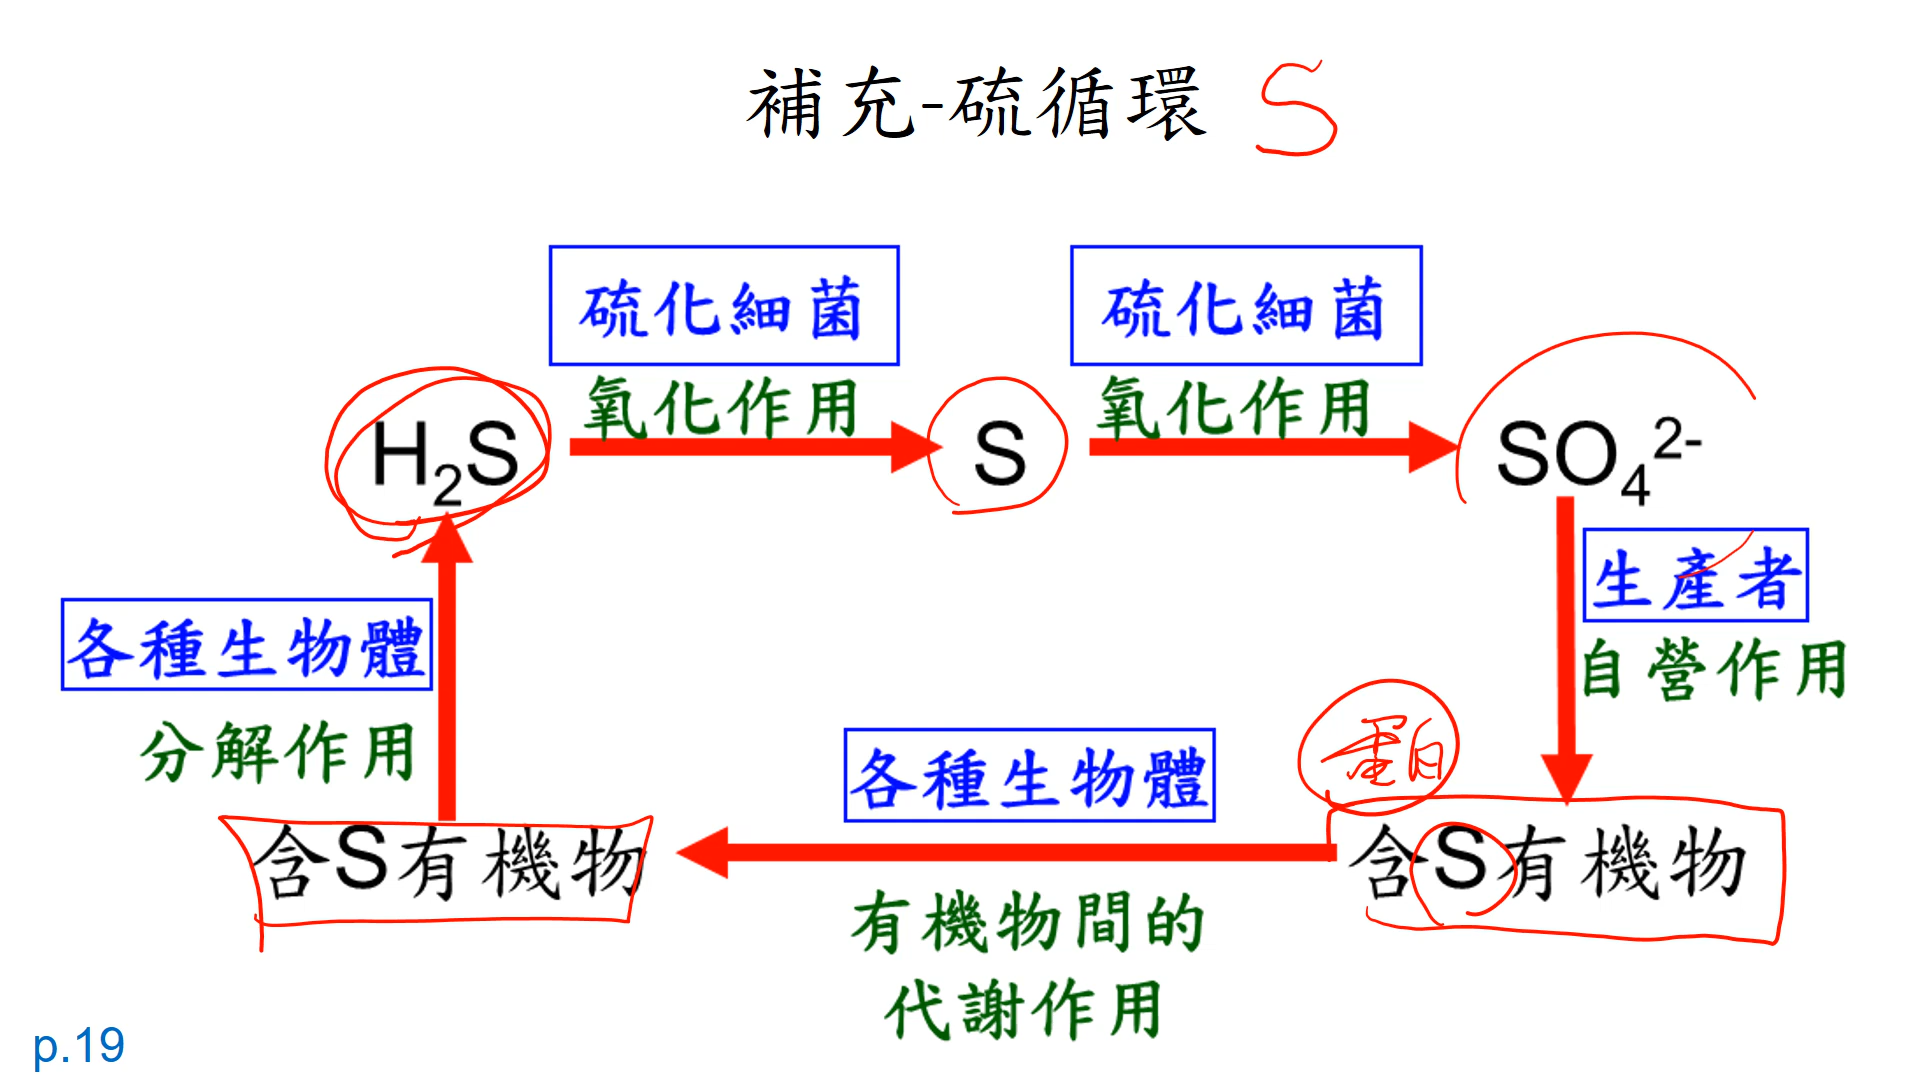 補充-硫循環 S
硫化細菌
硫化細菌
氧化作用
氧化作用
H₂S
S
SO₄²⁻
生產者
自營作用
各種生物體
分解作用
蛋白
各種生物體
含S有機物
含S有機物
有機物間的
代謝作用
p.19